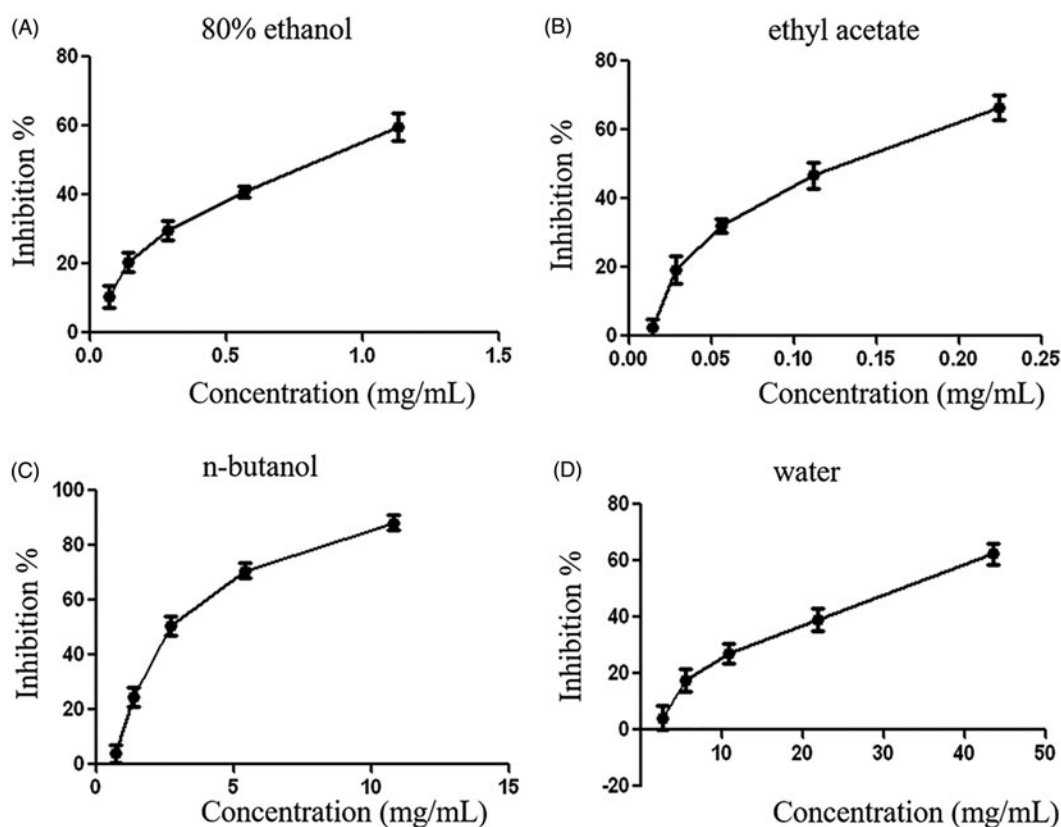 (A)
80% ethanol
80
60
40
20
0
Inhibition %
0.0 0.5 1.0 1.5
Concentration (mg/mL)
(B)
ethyl acetate
80
60
40
20
0
Inhibition %
0.00 0.05 0.10 0.15 0.20 0.25
Concentration (mg/mL)
(C)
n-butanol
100
80
60
40
20
0
Inhibition %
0 5 10 15
Concentration (mg/mL)
(D)
water
80
60
40
20
0
-20
Inhibition %
10 20 30 40 50
Concentration (mg/mL)